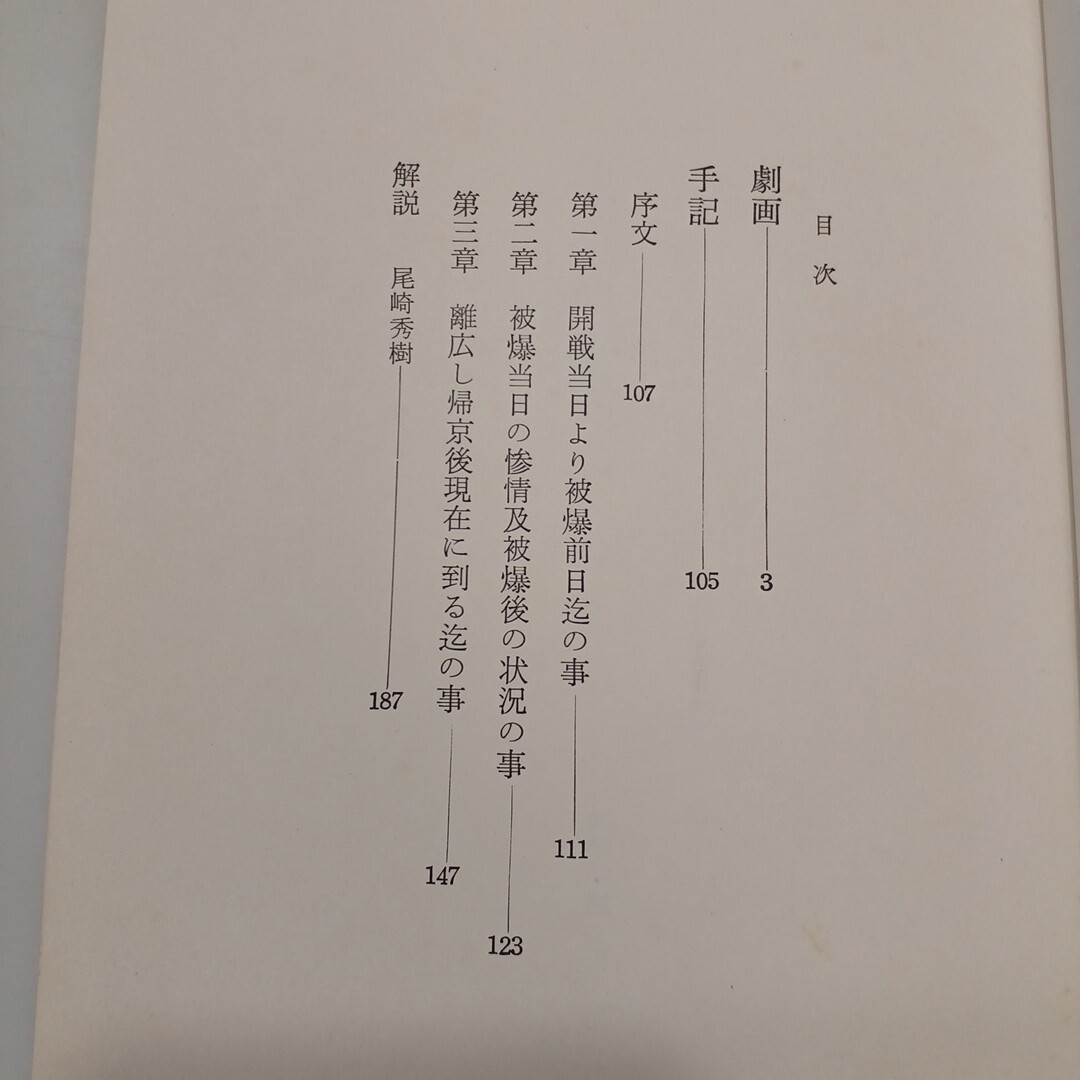 目次
劇画 3
手記 105
序文 107
第一章 開戦当日より被爆前日迄の事 111
第二章 被爆当日の惨情及被爆後の状況の事 123
第三章 離広し帰京後現在に到る迄の事 147
解説 尾崎秀樹 187